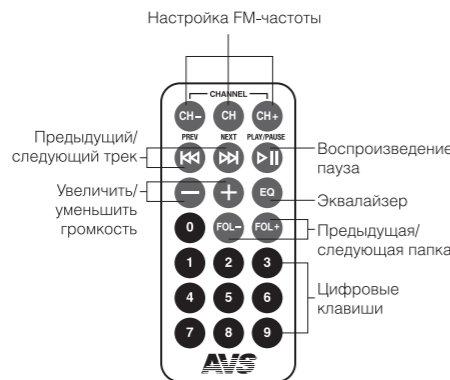 Настройка FM-частоты
CHANNEL
CH− CH CH+
PREV NEXT PLAY/PAUSE
Предыдущий/
следующий трек
Воспроизведение
пауза
Увеличить/
уменьшить
громкость
− + EQ
Эквалайзер
0 FOL− FOL+
Предыдущая/
следующая папка
1 2 3
Цифровые
клавиши
4 5 6
7 8 9
AVS